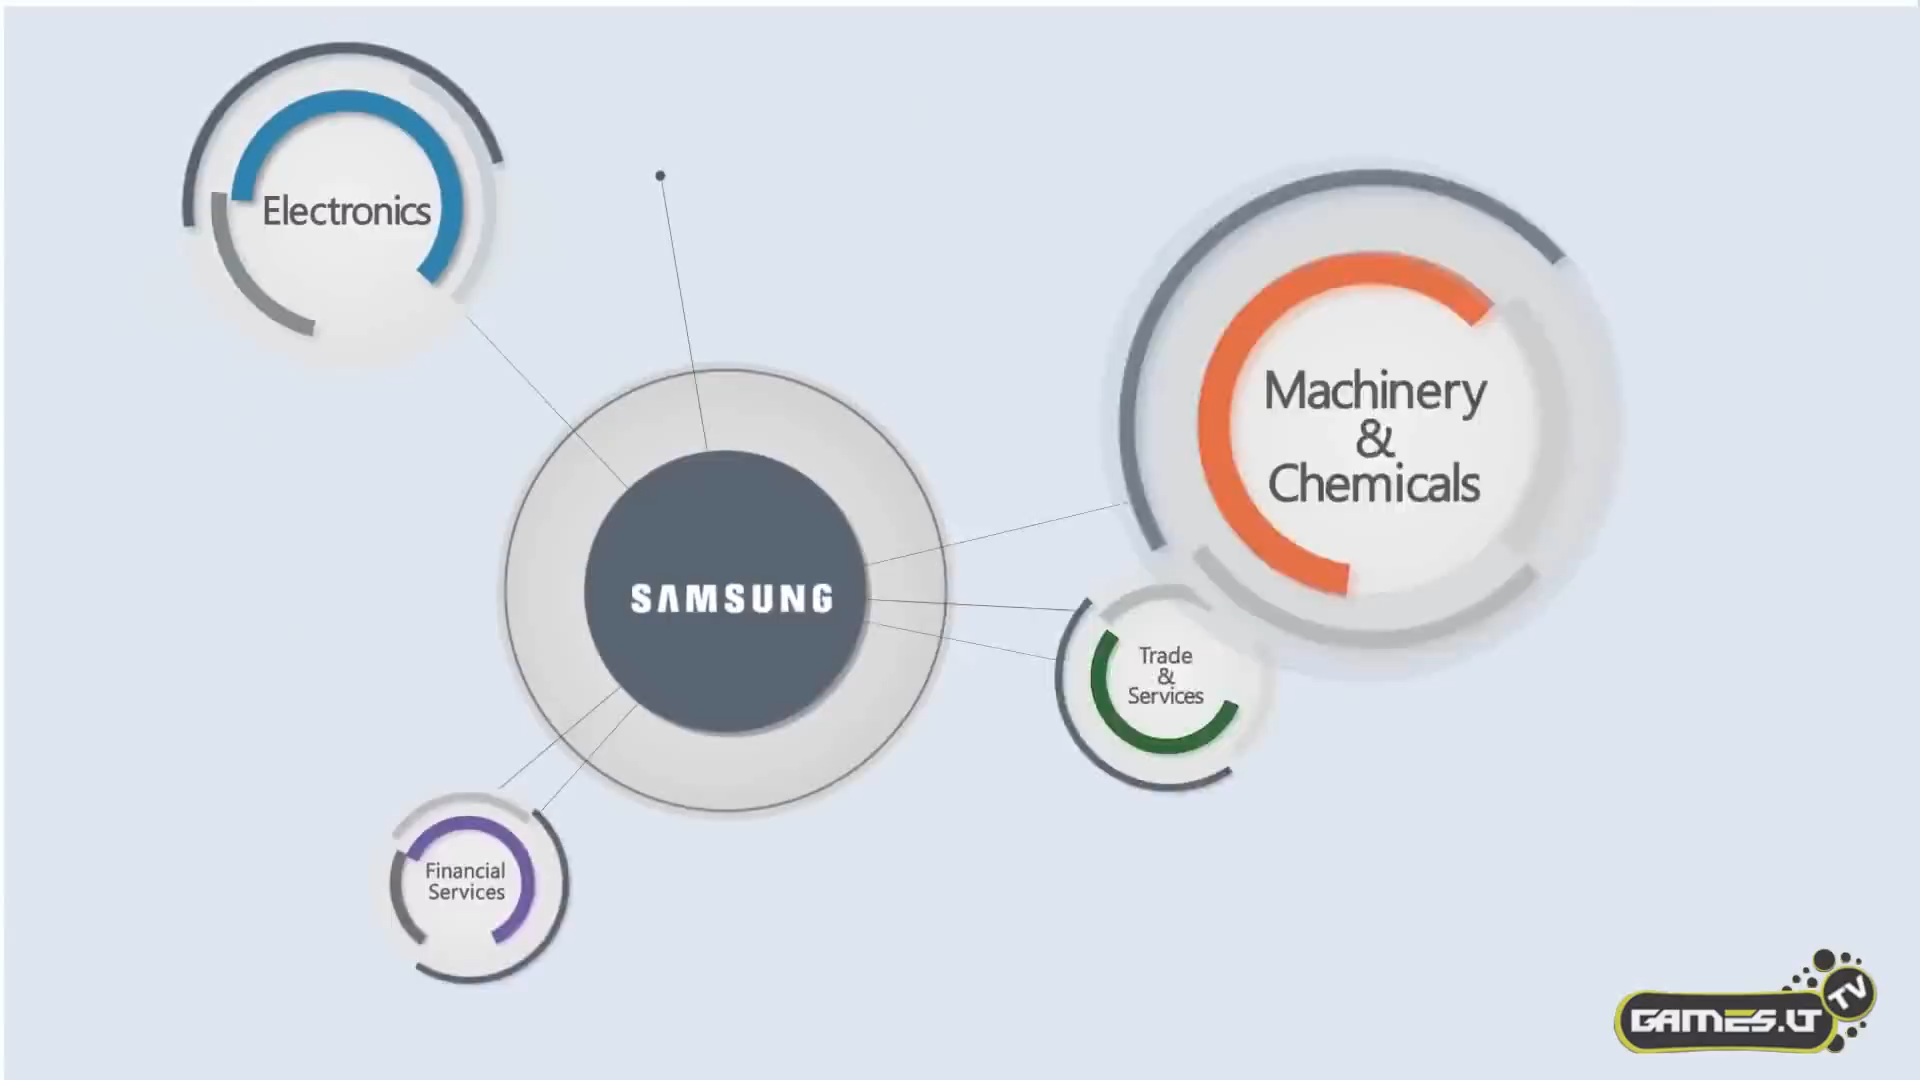 Electronics
Machinery
&
Chemicals
SAMSUNG
Trade
&
Services
Financial
Services
GAMES.LT
TV